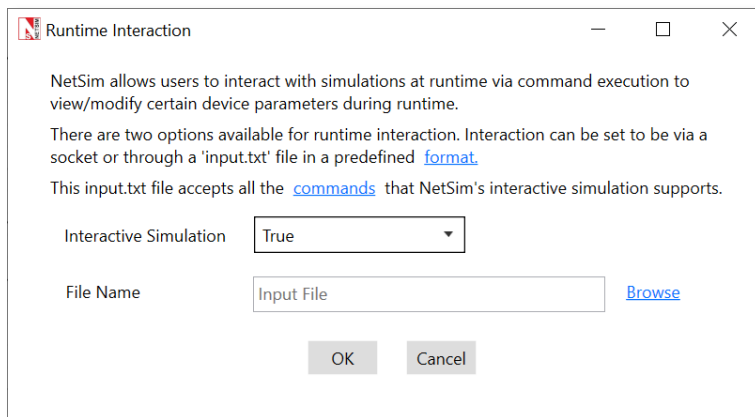 Runtime Interaction
NetSim allows users to interact with simulations at runtime via command execution to
view/modify certain device parameters during runtime.
There are two options available for runtime interaction. Interaction can be set to be via a
socket or through a 'input.txt' file in a predefined format.
This input.txt file accepts all the commands that NetSim's interactive simulation supports.
Interactive Simulation True
File Name Input File Browse
OK Cancel